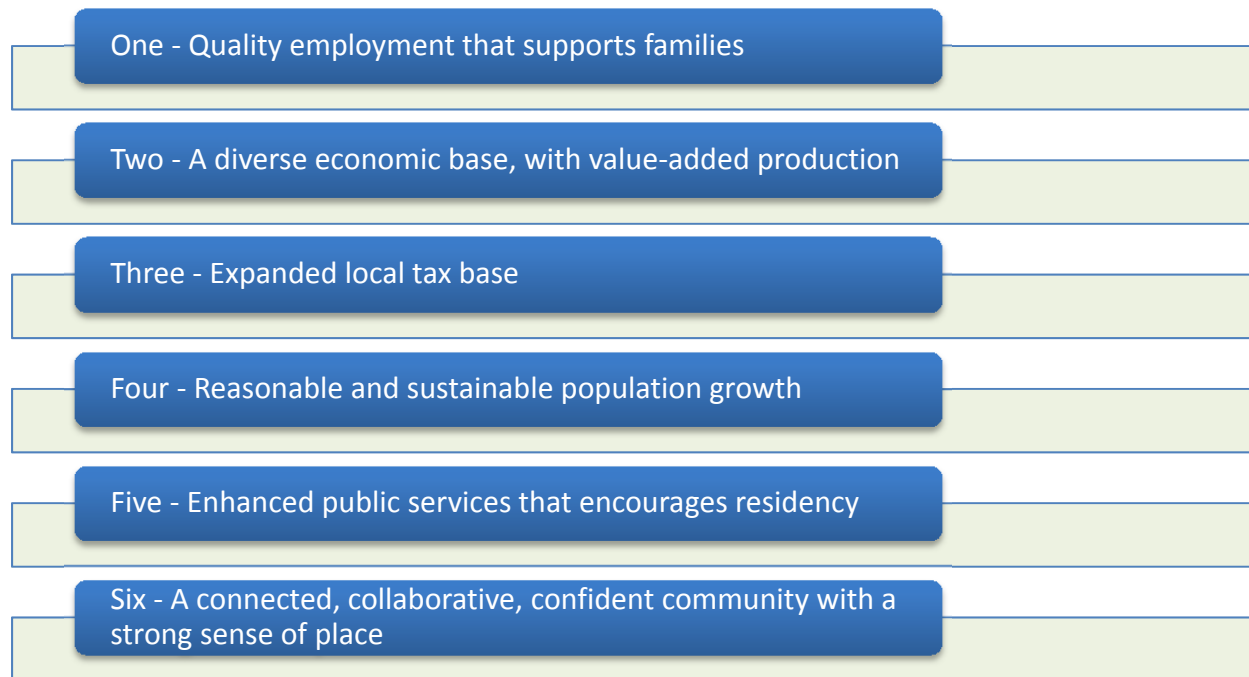 One - Quality employment that supports families
Two - A diverse economic base, with value-added production
Three - Expanded local tax base
Four - Reasonable and sustainable population growth
Five - Enhanced public services that encourages residency
Six - A connected, collaborative, confident community with a
strong sense of place